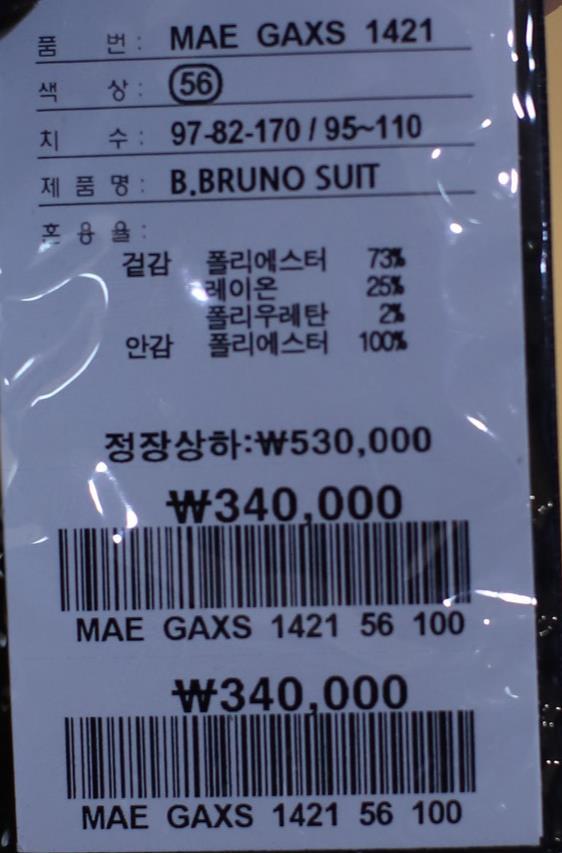 품 번 : MAE GAXS 1421
색 상 : 56
치 수 : 97-82-170 / 95~110
제 품 명 : B.BRUNO SUIT
혼 용 율 :
겉감 폴리에스터 73%
레이온 25%
폴리우레탄 2%
안감 폴리에스터 100%
정장상하:₩530,000
₩340,000
MAE GAXS 1421 56 100
₩340,000
MAE GAXS 1421 56 100